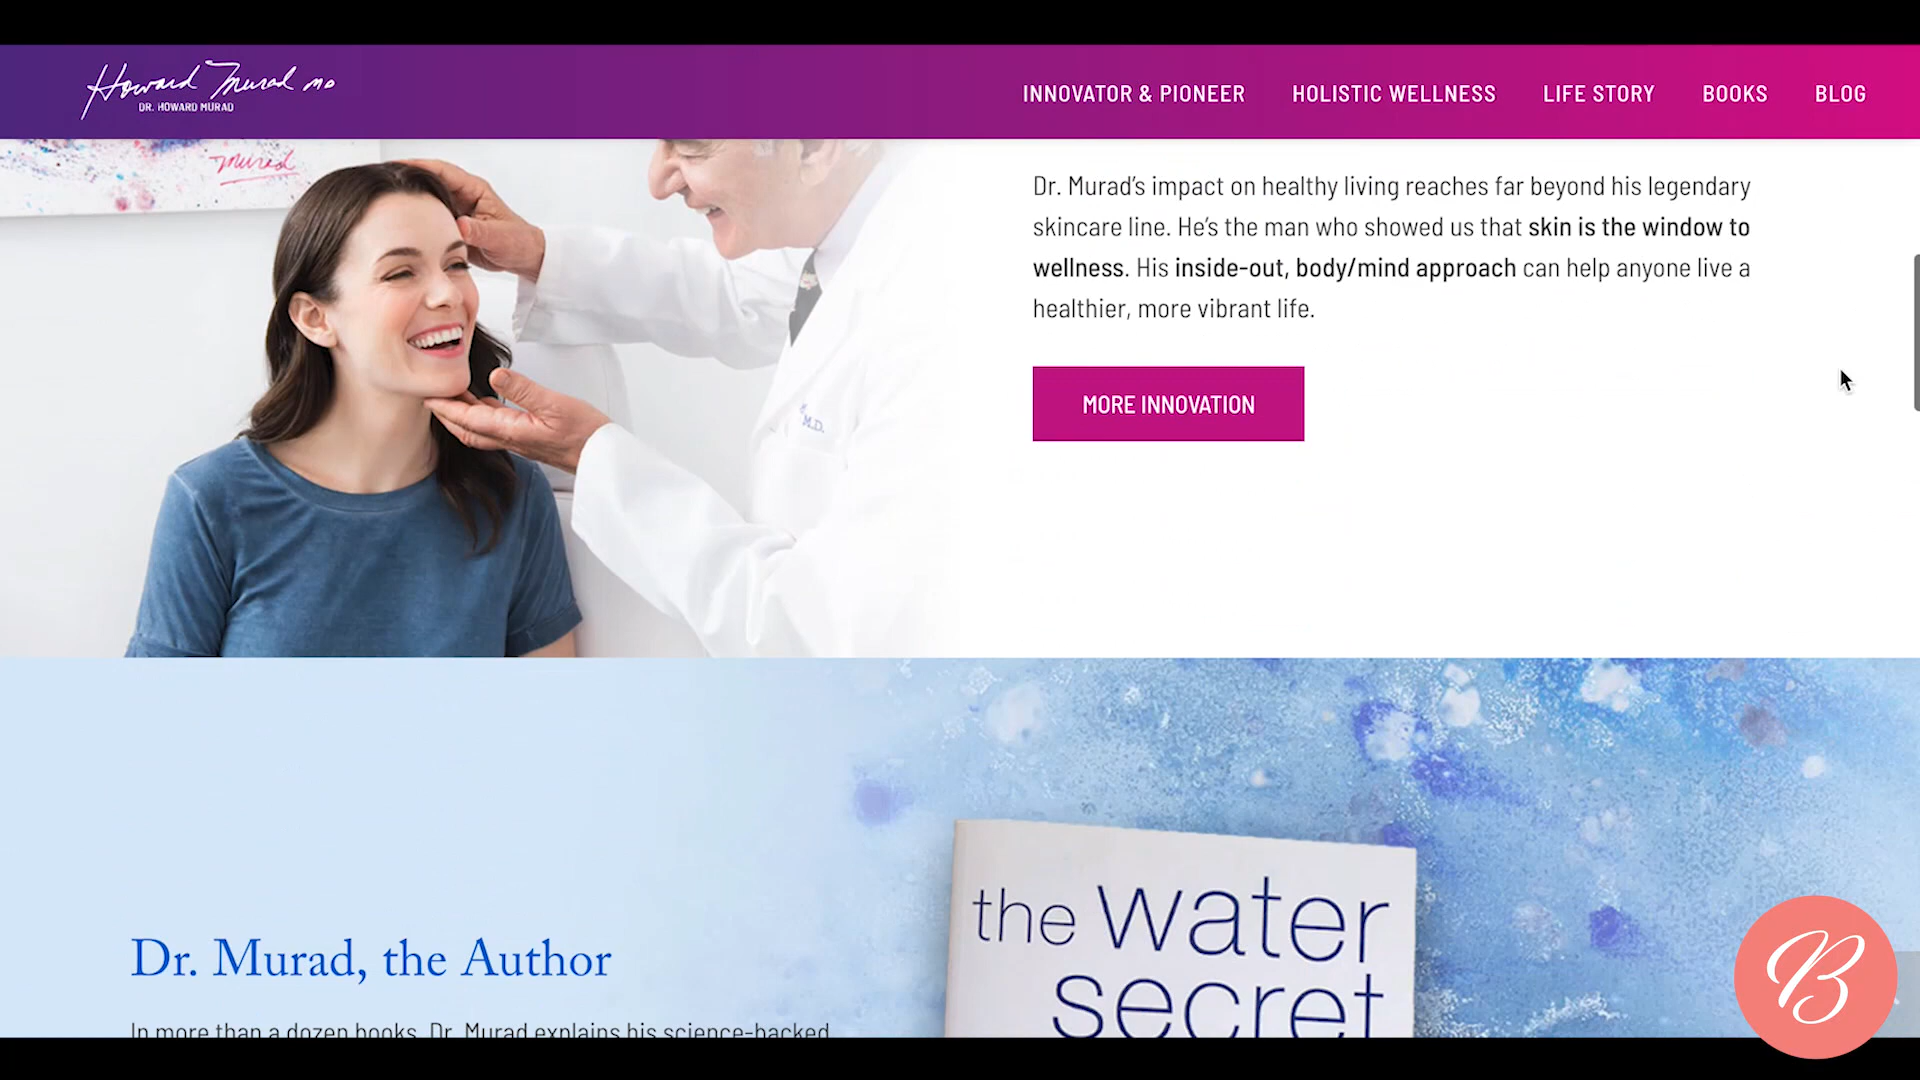 Howard Murad MD
DR. HOWARD MURAD
INNOVATOR & PIONEER
HOLISTIC WELLNESS
LIFE STORY
BOOKS
BLOG
Murad
Dr. Murad’s impact on healthy living reaches far beyond his legendary
skincare line. He’s the man who showed us that skin is the window to
wellness. His inside-out, body/mind approach can help anyone live a
healthier, more vibrant life.
MORE INNOVATION
M.D.
Dr. Murad, the Author
In more than a dozen books, Dr. Murad explains his science-backed
the water
secret
B